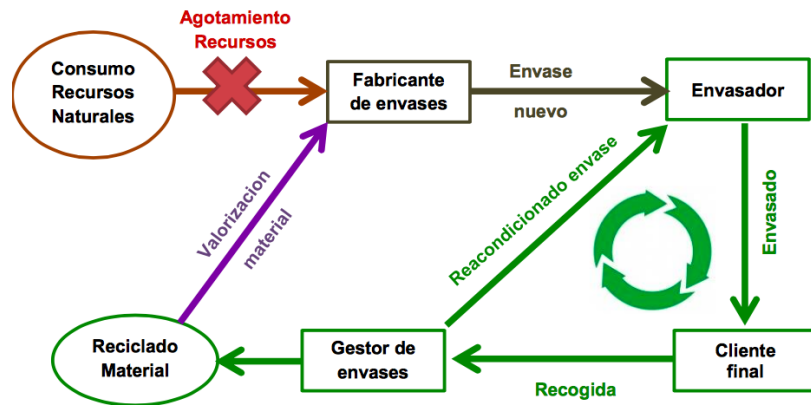 Agotamiento
Recursos
Consumo
Recursos
Naturales
Fabricante
de envases
Envase
nuevo
Envasador
Valorizacion
material
Reacondicionado envase
Envasado
Reciclado
Material
Gestor de
envases
Recogida
Cliente
final